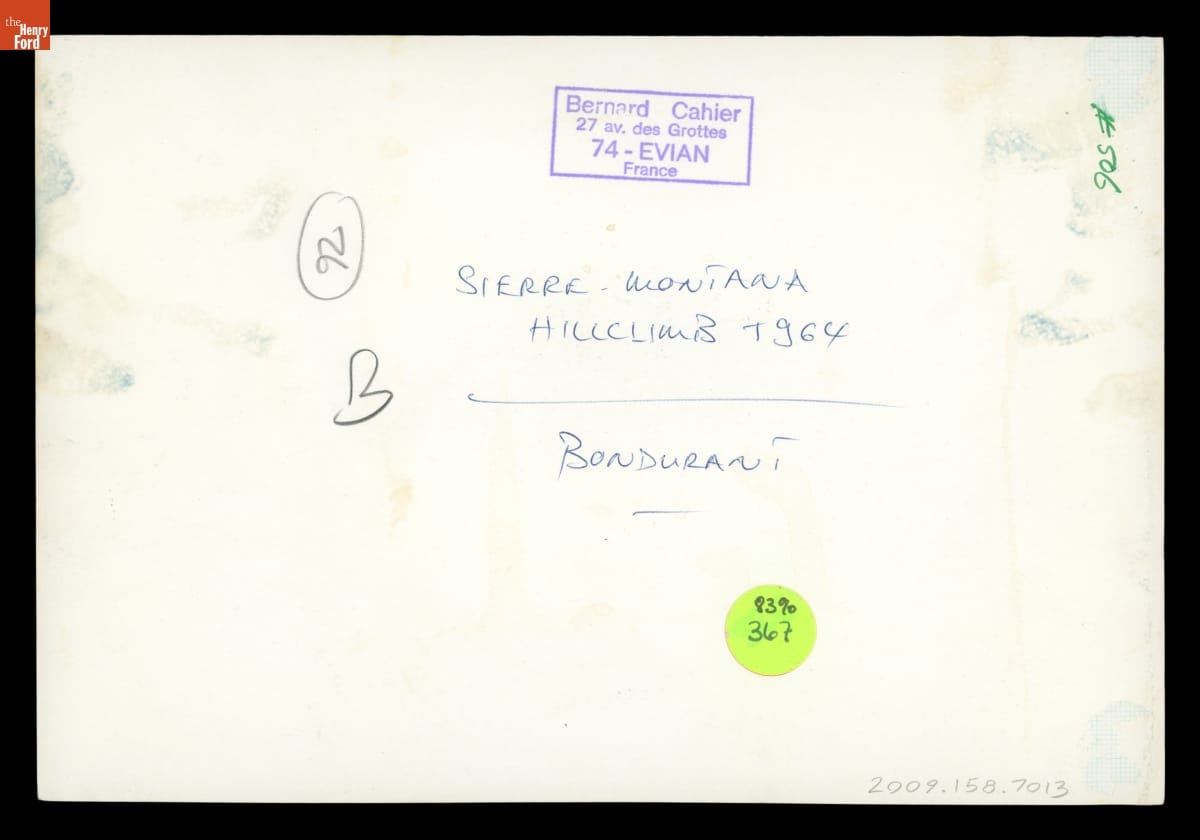 the
Henry
Ford
Bernard Cahier
27 av. des Grottes
74 - EVIAN
France
#506
92
SIERRE - MONTANA
HILLCLIMB 1964
B
BONDURANT
83%
367
2009.158.7013